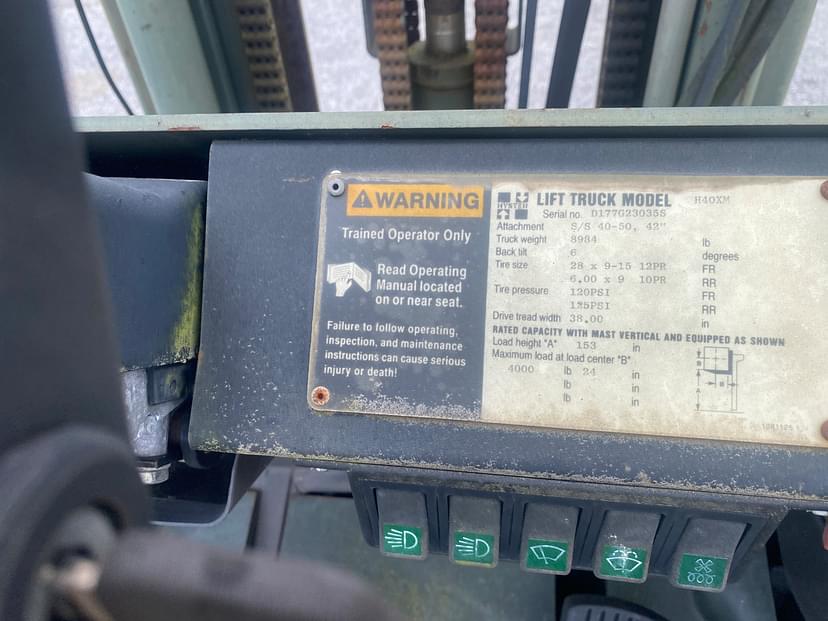 WARNING
Trained Operator Only
Read Operating
Manual located
on or near seat.
Failure to follow operating,
inspection, and maintenance
instructions can cause serious
injury or death!
HYSTER
LIFT TRUCK MODEL H40XM
Serial no. D177G23035S
Attachment S/S 40-50, 42"
Truck weight 8984 lb
Back tilt 6 degrees
Tire size 28 x 9-15 12PR FR
6.00 x 9 10PR RR
Tire pressure 120PSI FR
125PSI RR
Drive tread width 38.00 in
RATED CAPACITY WITH MAST VERTICAL AND EQUIPPED AS SHOWN
Load height "A" 153 in
Maximum load at load center "B"
4000 lb 24 in
lb in
lb in
B
B
A